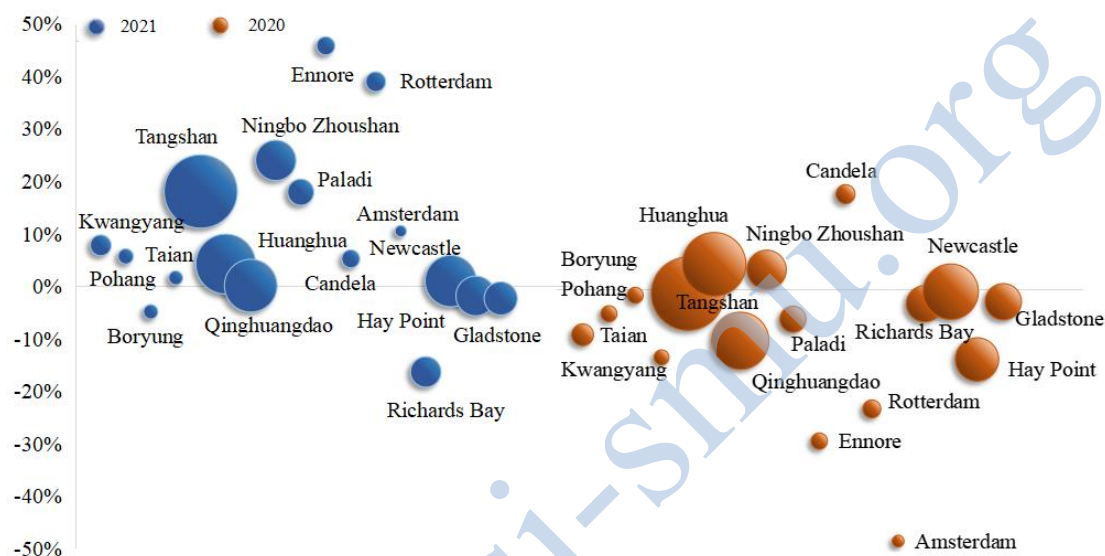 50%
2021
2020
Ennore
Rotterdam
40%
30%
Tangshan
Ningbo Zhoushan
20%
Paladi
Candela
Kwangyang
Amsterdam
Huanghua
Ningbo Zhoushan
Newcastle
10%
Taian
Huanghua
Newcastle
Boryung
Pohang
Candela
Pohang
Tangshan
0%
Boryung
Qinghuangdao
Hay Point
Gladstone
Taian
Paladi
Richards Bay
Gladstone
-10%
Kwangyang
Qinghuangdao
Hay Point
Richards Bay
-20%
Rotterdam
Ennore
-30%
-40%
Amsterdam
-50%
i-smu.org